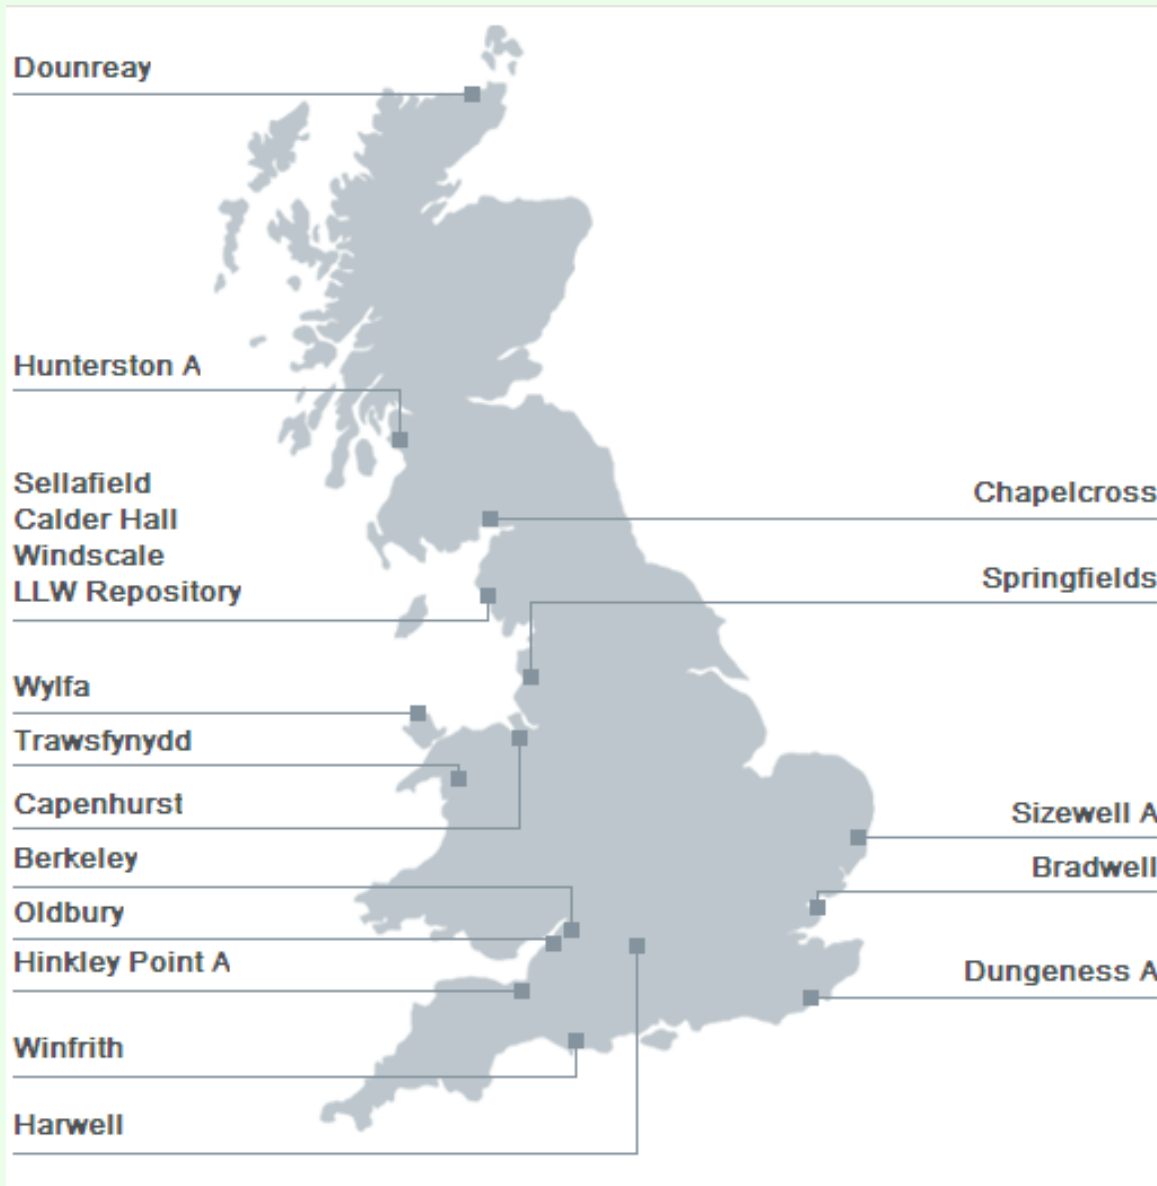 Dounreay
Hunterston A
Sellafield
Calder Hall
Windscale
LLW Repository
Wylfa
Trawsfynydd
Capenhurst
Berkeley
Oldbury
Hinkley Point A
Winfrith
Harwell
Chapelcross
Springfields
Sizewell A
Bradwell
Dungeness A